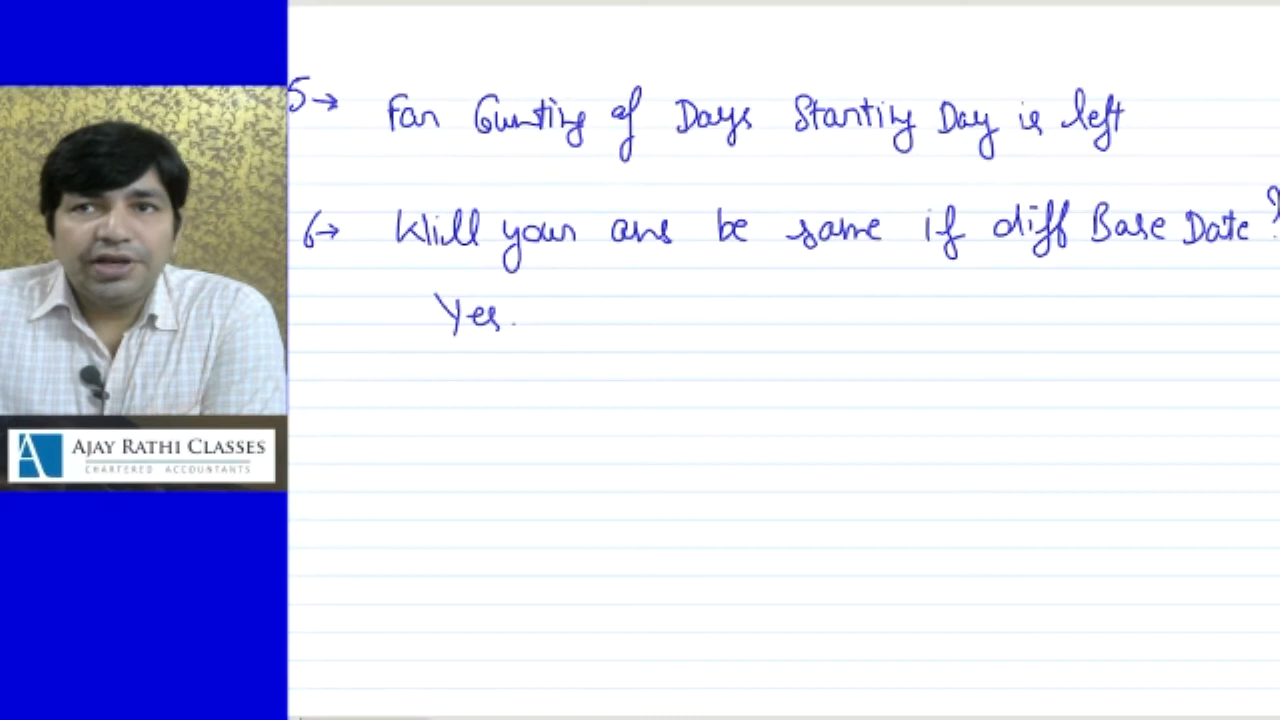 5→ For Counting of Days Starting Day is left
6→ Will your ans be same if diff Base Date?
Yes.
AJAY RATHI CLASSES
CHARTERED ACCOUNTANTS